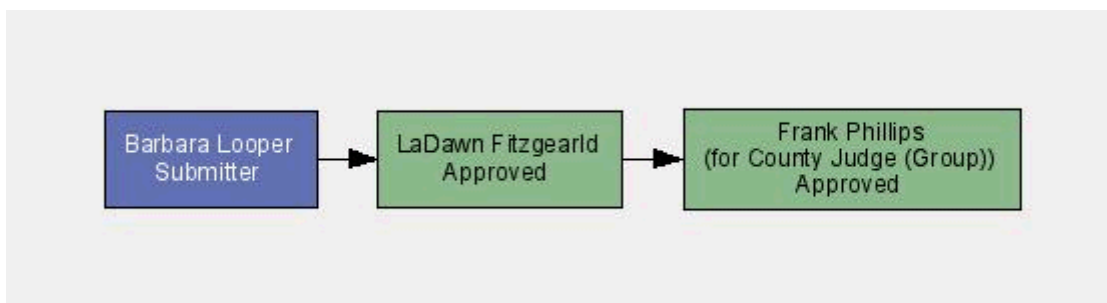 Barbara Looper
Submitter
LaDawn Fitzgearld
Approved
Frank Phillips
(for County Judge (Group))
Approved